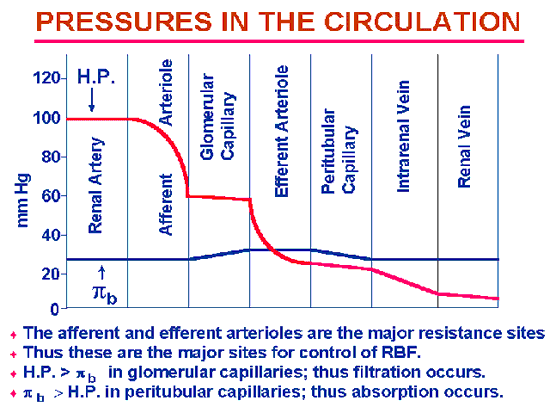 PRESSURES IN THE CIRCULATION
mm Hg
120
100
80
60
40
20
0
H.P.
πb
Renal Artery
Afferent Arteriole
Glomerular
Capillary
Efferent Arteriole
Peritubular
Capillary
Intrarenal Vein
Renal Vein
The afferent and efferent arterioles are the major resistance sites
Thus these are the major sites for control of RBF.
H.P. > πb in glomerular capillaries; thus filtration occurs.
πb > H.P. in peritubular capillaries; thus absorption occurs.